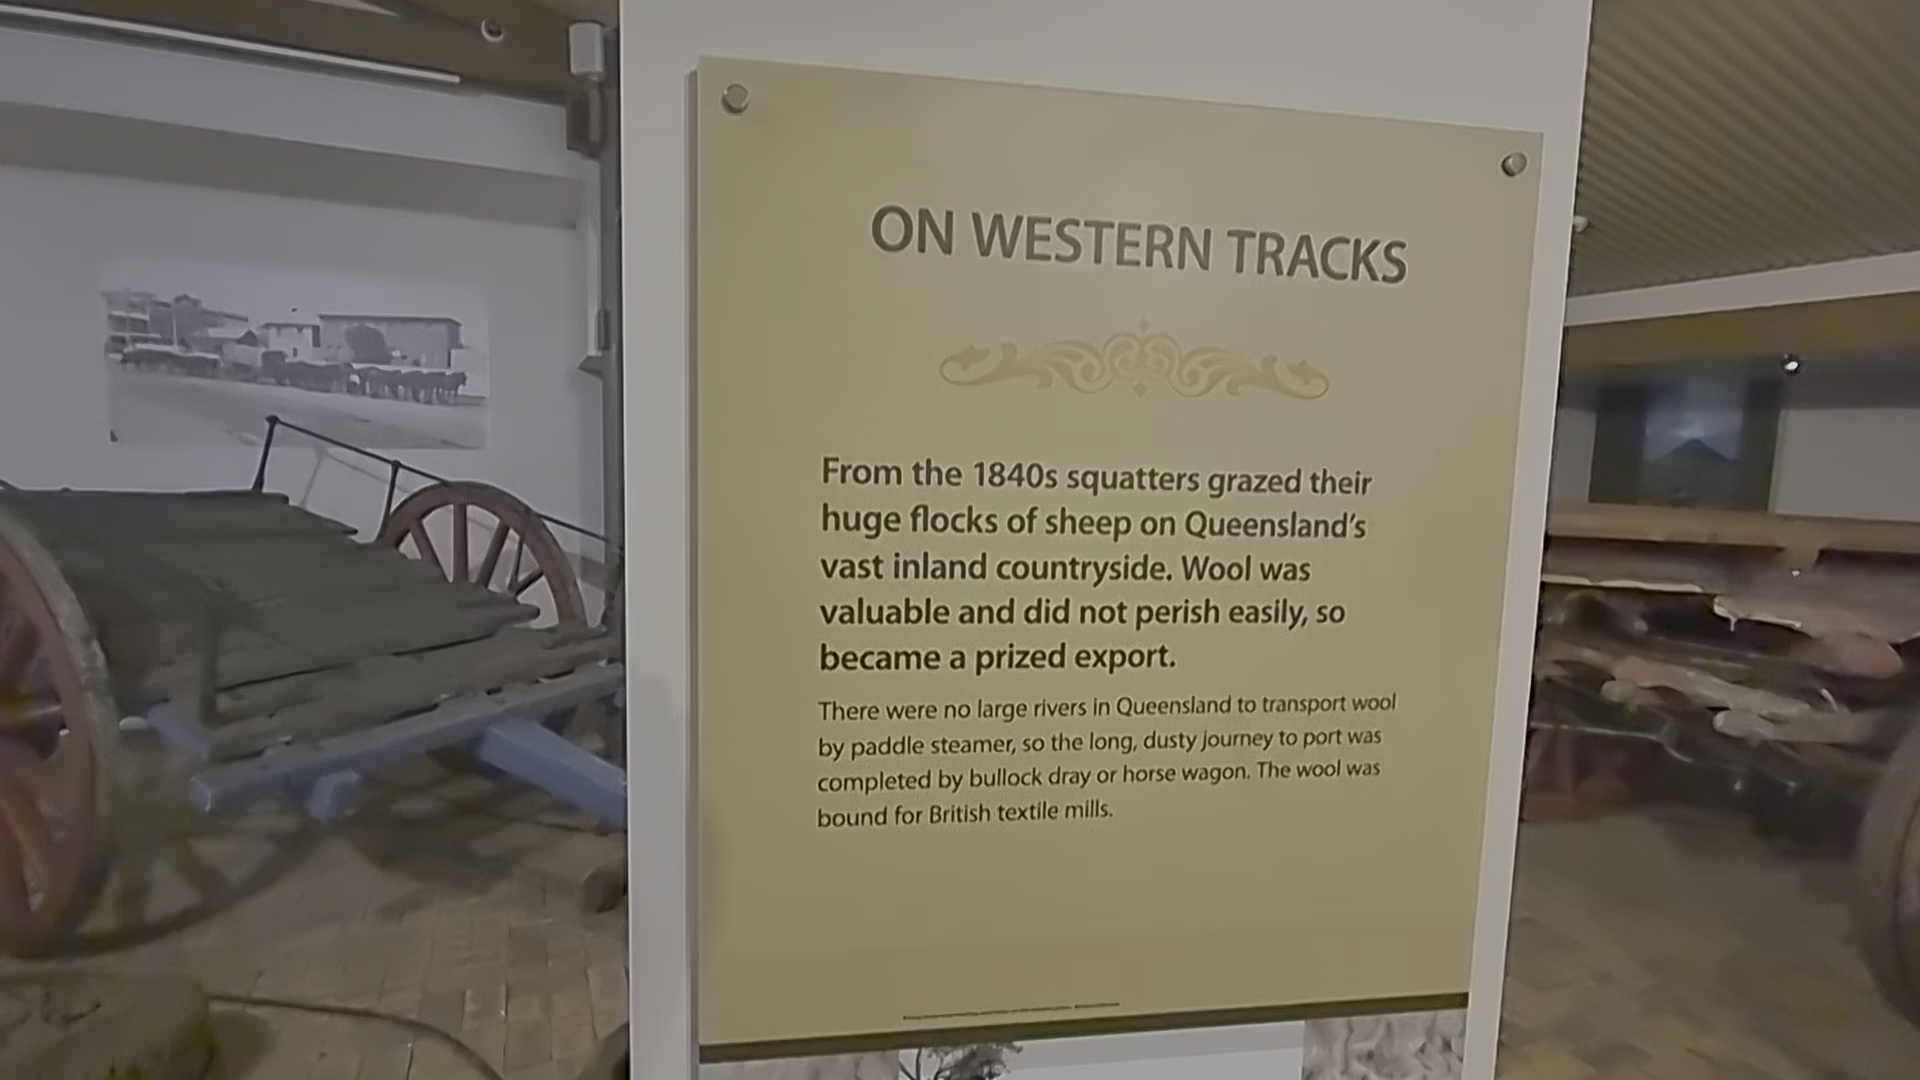 ON WESTERN TRACKS
From the 1840s squatters grazed their
huge flocks of sheep on Queensland's
vast inland countryside. Wool was
valuable and did not perish easily, so
became a prized export.
There were no large rivers in Queensland to transport wool
by paddle steamer, so the long, dusty journey to port was
completed by bullock dray or horse wagon. The wool was
bound for British textile mills.